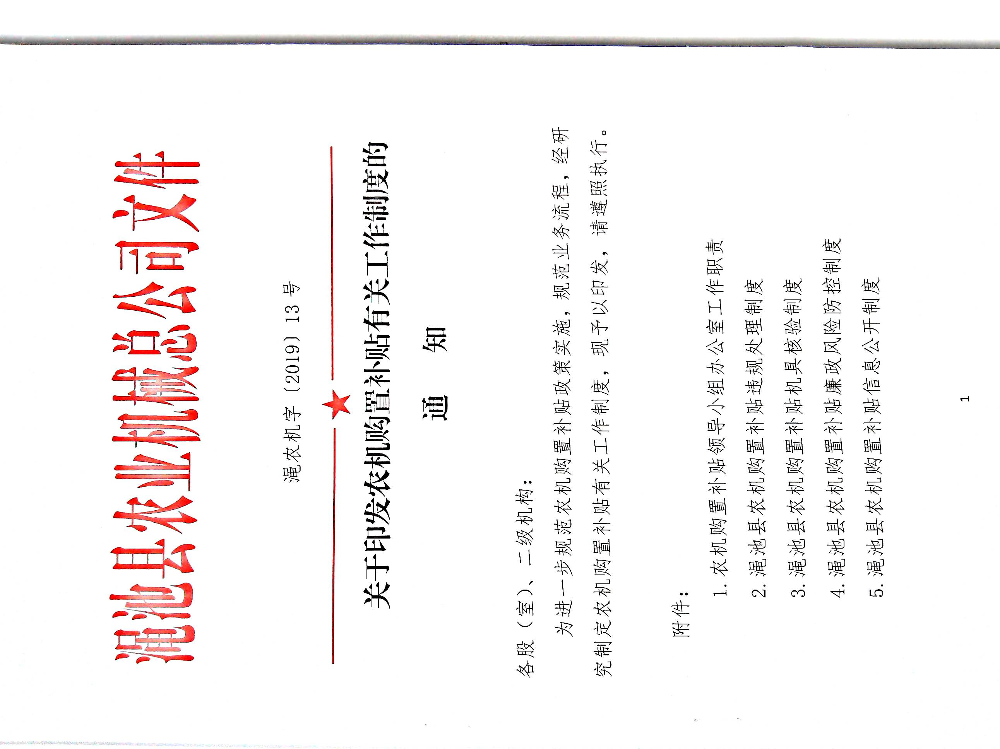 渑池县农业机械总公司文件
渑农机字〔2019〕13号
关于印发农机购置补贴有关工作制度的
通 知
各股（室）、二级机构：
为进一步规范农机购置补贴政策实施，规范业务流程，经研
究制定农机购置补贴有关工作制度，现予以印发，请遵照执行。
附件：
1.农机购置补贴领导小组办公室工作职责
2.渑池县农机购置补贴违规处理制度
3.渑池县农机购置补贴机具核验制度
4.渑池县农机购置补贴廉政风险防控制度
5.渑池县农机购置补贴信息公开制度
1